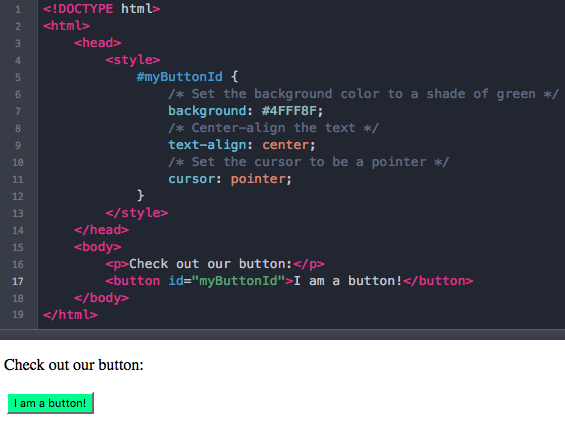 1 <!DOCTYPE html>
2 <html>
3     <head>
4         <style>
5             #myButtonId {
6                 /* Set the background color to a shade of green */
7                 background: #4FFF8F;
8                 /* Center-align the text */
9                 text-align: center;
10                 /* Set the cursor to be a pointer */
11                 cursor: pointer;
12             }
13         </style>
14     </head>
15     <body>
16         <p>Check out our button:</p>
17         <button id="myButtonId">I am a button!</button>
18     </body>
19 </html>
Check out our button:
I am a button!